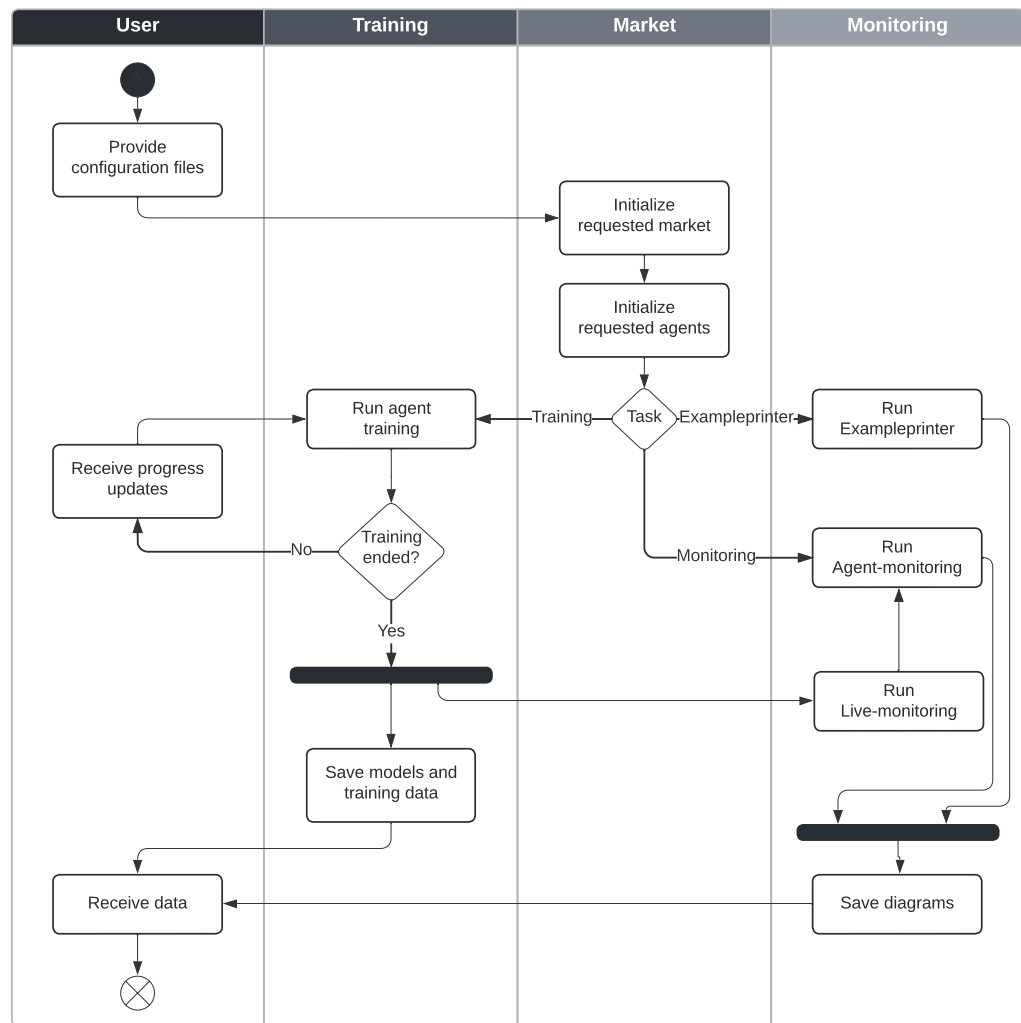 User
Training
Market
Monitoring
Provide
configuration files
Initialize
requested market
Initialize
requested agents
Run agent
training
Training
Task
Exampleprinter
Run
Exampleprinter
Receive progress
updates
No
Training
ended?
Monitoring
Run
Agent-monitoring
Yes
Run
Live-monitoring
Save models and
training data
Receive data
Save diagrams